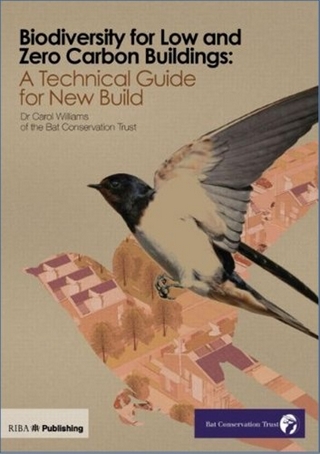 Biodiversity for Low and
Zero Carbon Buildings:
A Technical Guide
for New Build
Dr Carol Williams
of the Bat Conservation Trust
RIBA Publishing
Bat Conservation Trust